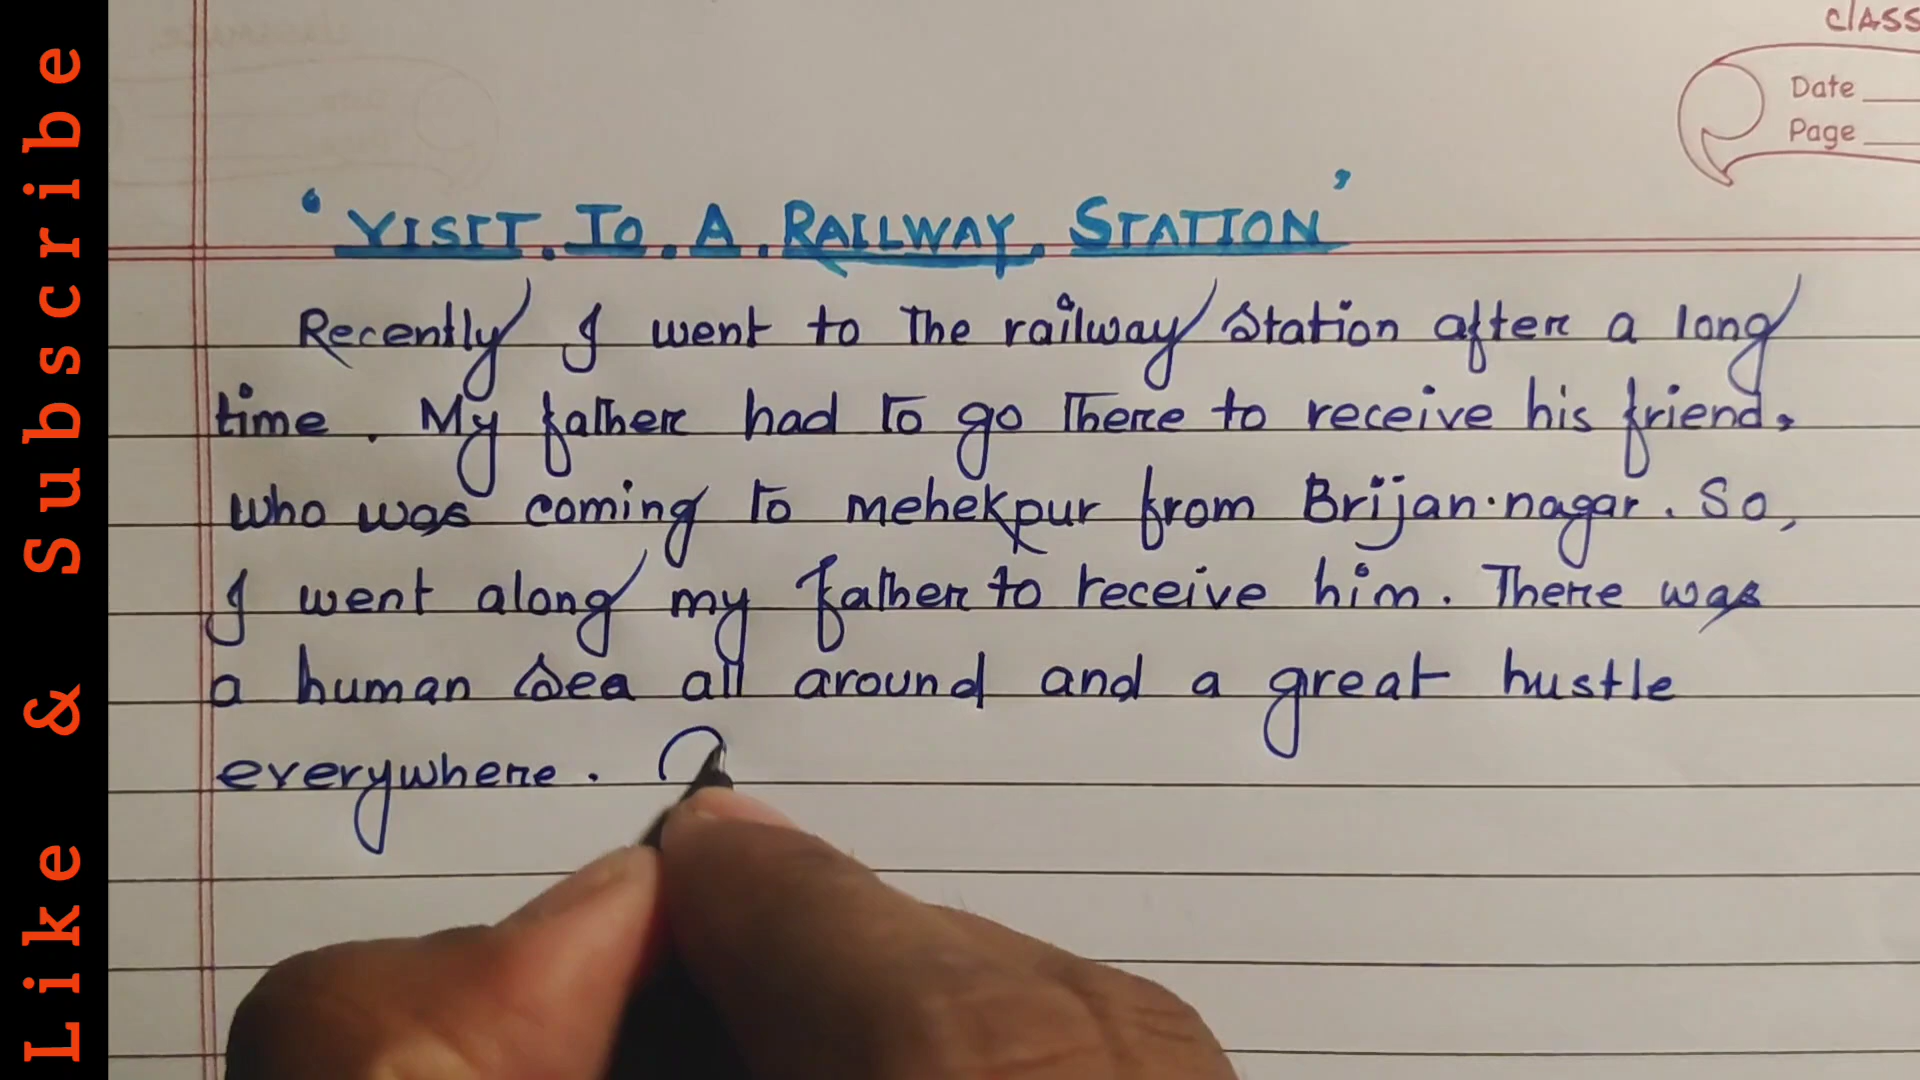 Like & Subscribe
CLASS
Date
Page
'VISIT. TO. A. RAILWAY. STATION'
Recently I went to the railway station after a long
time. My father had to go there to receive his friend,
who was coming to mehekpur from Brijan.nagar. So,
I went along my father to receive him. There was
a human sea all around and a great hustle
everywhere.